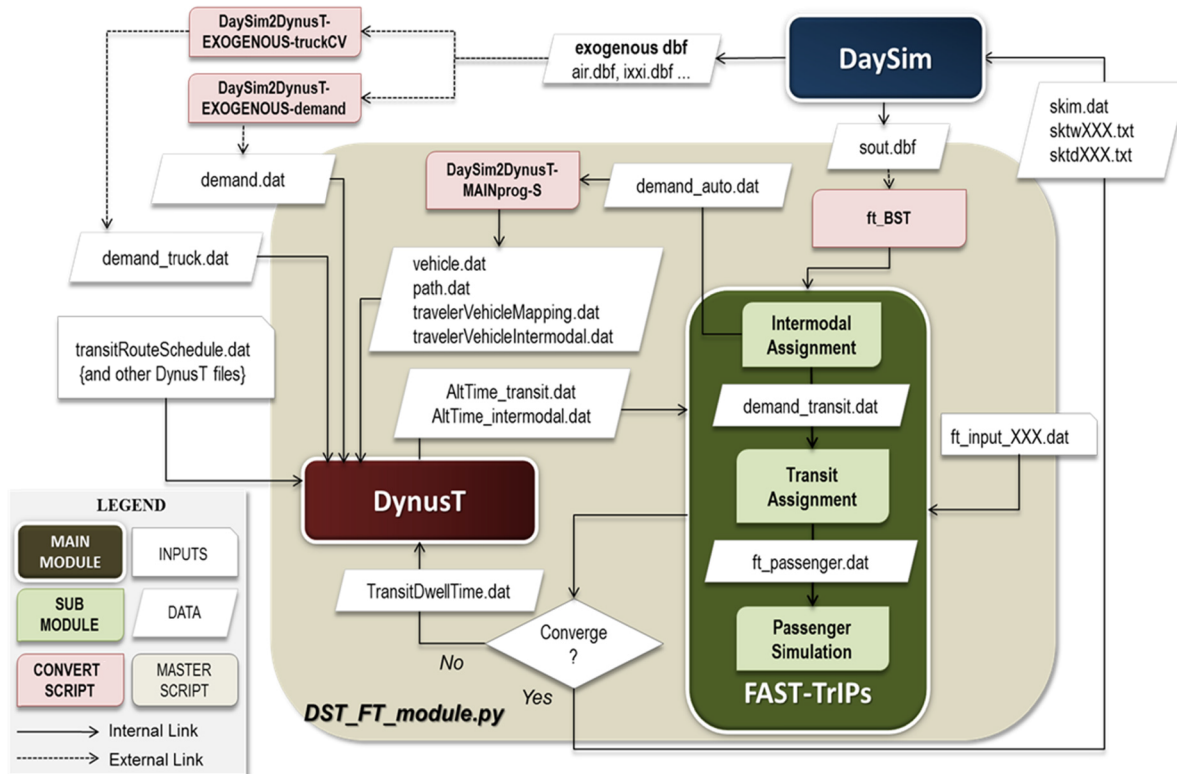 DaySim2DynusT-
EXOGENOUS-truckCV
DaySim2DynusT-
EXOGENOUS-demand
exogenous dbf
air.dbf, ixxi.dbf ...
DaySim
skim.dat
sktwXXX.txt
sktdXXX.txt
sout.dbf
demand.dat
DaySim2DynusT-
MAINprog-S
demand_auto.dat
ft_BST
demand_truck.dat
vehicle.dat
path.dat
travelerVehicleMapping.dat
travelerVehicleIntermodal.dat
transitRouteSchedule.dat
{and other DynusT files}
Intermodal
Assignment
AltTime_transit.dat
AltTime_intermodal.dat
demand_transit.dat
ft_input_XXX.dat
DynusT
Transit
Assignment
ft_passenger.dat
TransitDwellTime.dat
Converge
?
No
Yes
Passenger
Simulation
FAST-TrIPs
DST_FT_module.py
LEGEND
MAIN
MODULE
INPUTS
SUB
MODULE
DATA
CONVERT
SCRIPT
MASTER
SCRIPT
Internal Link
External Link